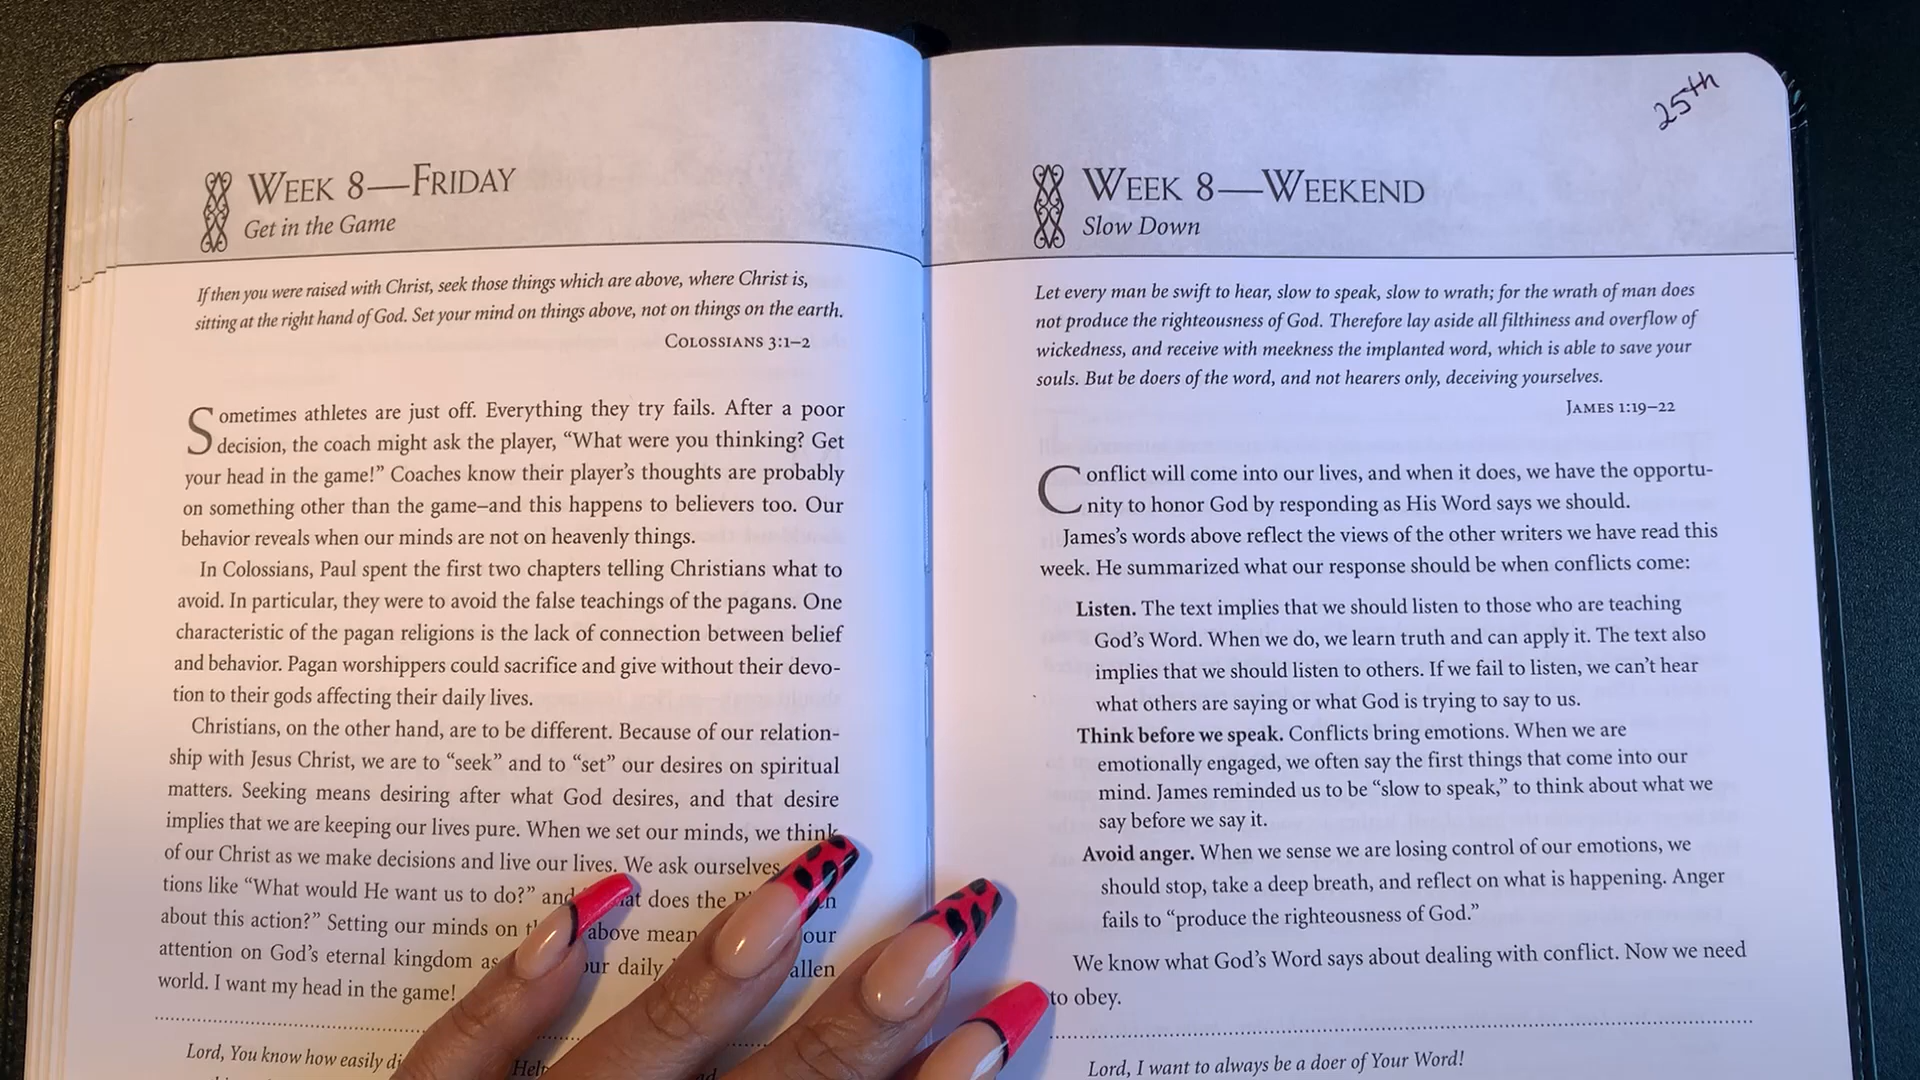 WEEK 8—FRIDAY
Get in the Game
If then you were raised with Christ, seek those things which are above, where Christ is,
sitting at the right hand of God. Set your mind on things above, not on things on the earth.
COLOSSIANS 3:1–2
Sometimes athletes are just off. Everything they try fails. After a poor
decision, the coach might ask the player, “What were you thinking? Get
your head in the game!” Coaches know their player’s thoughts are probably
on something other than the game–and this happens to believers too. Our
behavior reveals when our minds are not on heavenly things.
In Colossians, Paul spent the first two chapters telling Christians what to
avoid. In particular, they were to avoid the false teachings of the pagans. One
characteristic of the pagan religions is the lack of connection between belief
and behavior. Pagan worshippers could sacrifice and give without their devo-
tion to their gods affecting their daily lives.
Christians, on the other hand, are to be different. Because of our relation-
ship with Jesus Christ, we are to “seek” and to “set” our desires on spiritual
matters. Seeking means desiring after what God desires, and that desire
implies that we are keeping our lives pure. When we set our minds, we think
of our Christ as we make decisions and live our lives. We ask ourselves
tions like “What would He want us to do?” and does the
about this action?” Setting our minds on above mean our
attention on God’s eternal kingdom as our daily allen
world. I want my head in the game!
Lord, You know how easily Help
25th
WEEK 8—WEEKEND
Slow Down
Let every man be swift to hear, slow to speak, slow to wrath; for the wrath of man does
not produce the righteousness of God. Therefore lay aside all filthiness and overflow of
wickedness, and receive with meekness the implanted word, which is able to save your
souls. But be doers of the word, and not hearers only, deceiving yourselves.
JAMES 1:19–22
Conflict will come into our lives, and when it does, we have the opportu-
nity to honor God by responding as His Word says we should.
James’s words above reflect the views of the other writers we have read this
week. He summarized what our response should be when conflicts come:
Listen. The text implies that we should listen to those who are teaching
God’s Word. When we do, we learn truth and can apply it. The text also
implies that we should listen to others. If we fail to listen, we can’t hear
what others are saying or what God is trying to say to us.
Think before we speak. Conflicts bring emotions. When we are
emotionally engaged, we often say the first things that come into our
mind. James reminded us to be “slow to speak,” to think about what we
say before we say it.
Avoid anger. When we sense we are losing control of our emotions, we
should stop, take a deep breath, and reflect on what is happening. Anger
fails to “produce the righteousness of God.”
We know what God’s Word says about dealing with conflict. Now we need
to obey.
Lord, I want to always be a doer of Your Word!